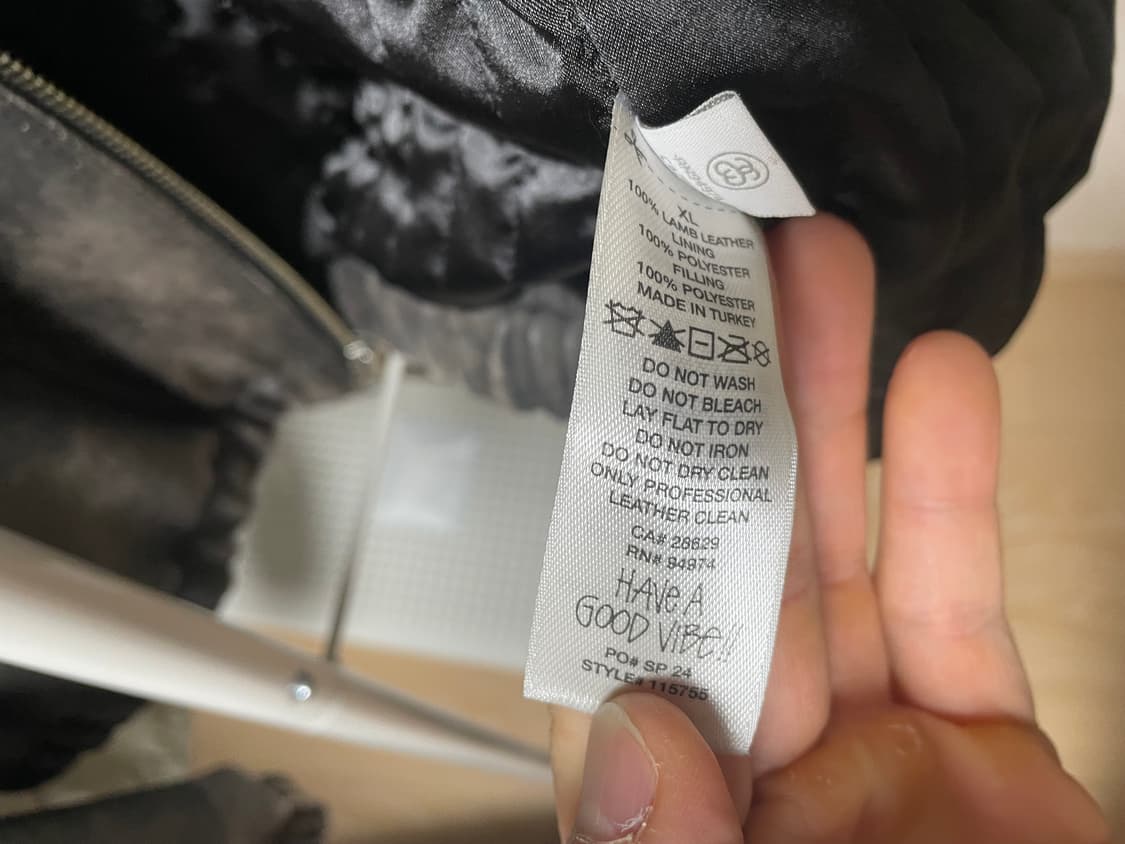 XL
100% LAMB LEATHER
LINING
100% POLYESTER
FILLING
100% POLYESTER
MADE IN TURKEY
DO NOT WASH
DO NOT BLEACH
LAY FLAT TO DRY
DO NOT IRON
DO NOT DRY CLEAN
ONLY PROFESSIONAL
LEATHER CLEAN
CA# 28629
RN# 94974
HAVE A
GOOD VIBE!!
PO# SP 24
STYLE# 115755